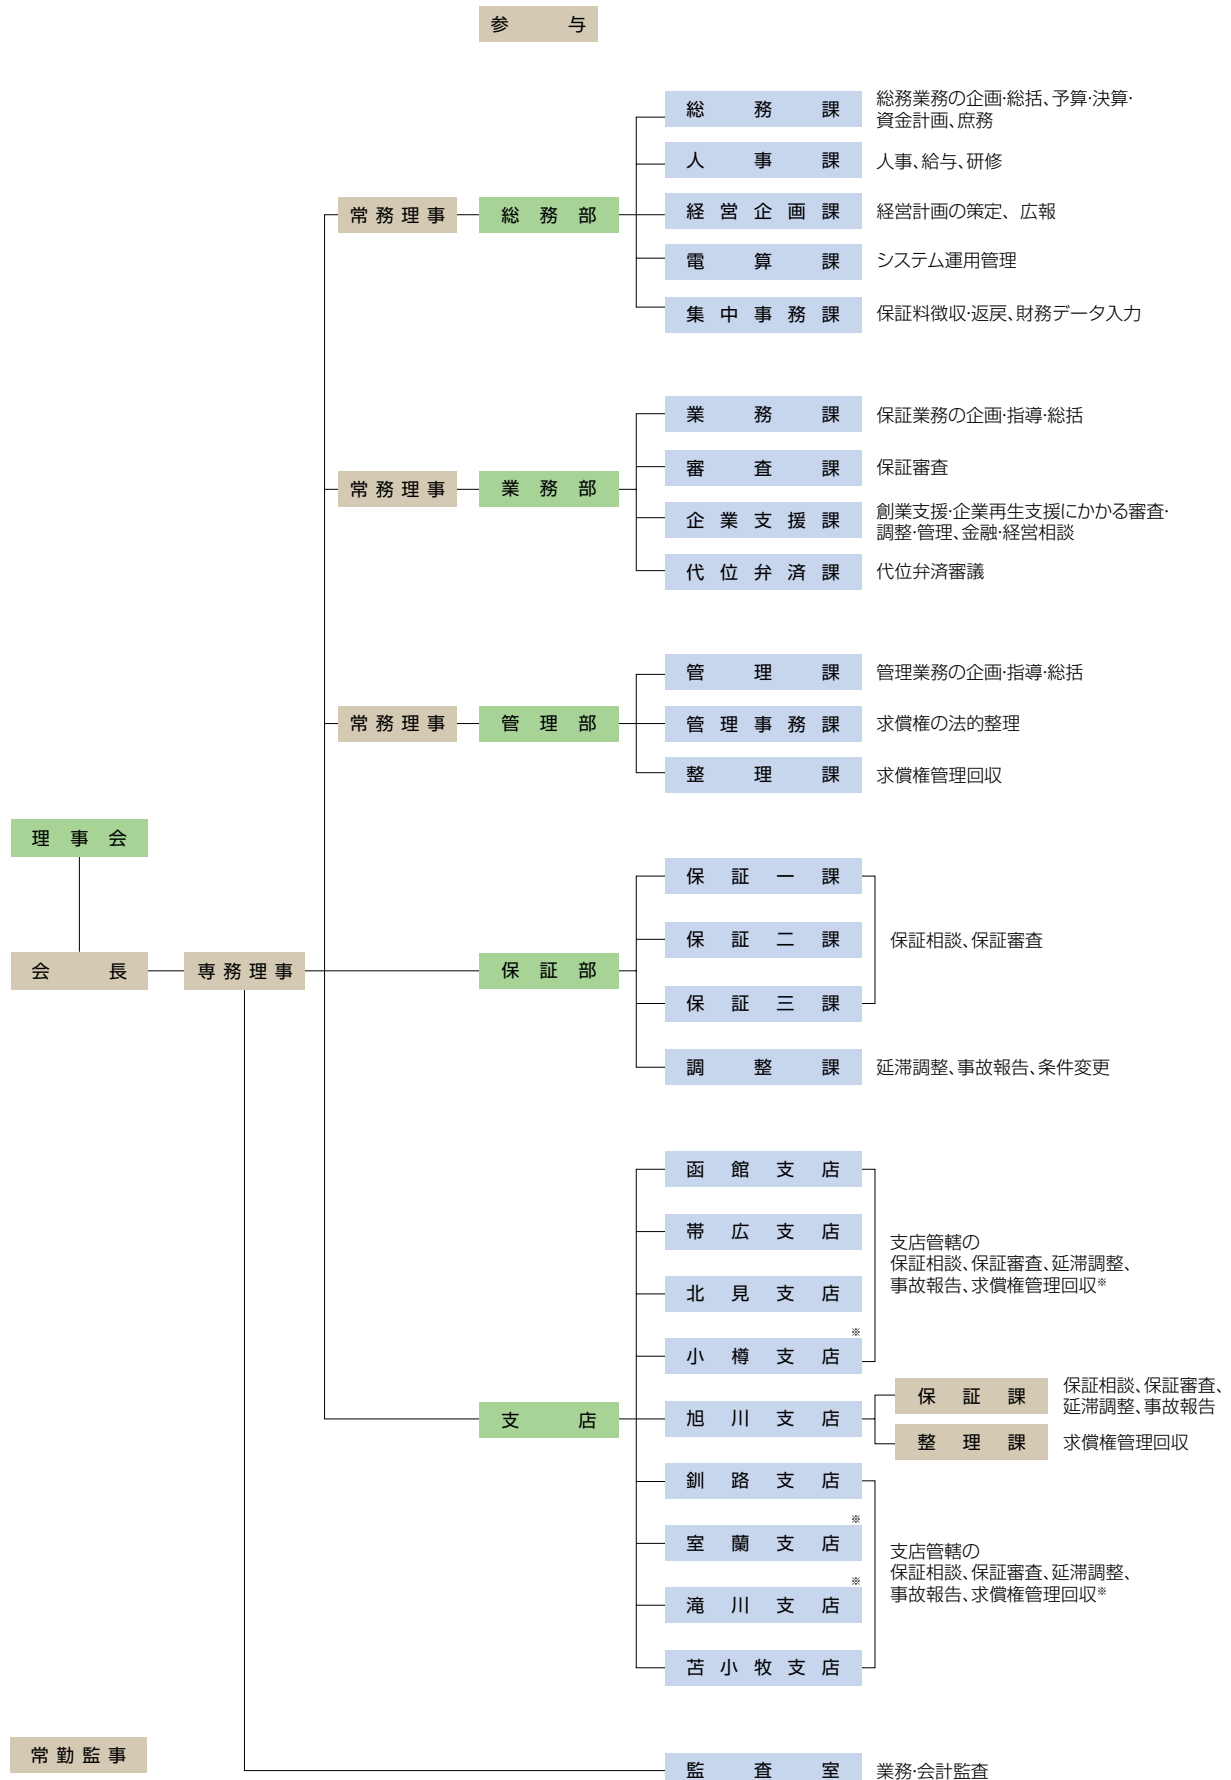 参与
総務課
総務業務の企画・総括、予算・決算・
資金計画、庶務
人事課
人事、給与、研修
常務理事
総務部
経営企画課
経営計画の策定、広報
電算課
システム運用管理
集中事務課
保証料徴収・返戻、財務データ入力
業務課
保証業務の企画・指導・総括
審査課
保証審査
常務理事
業務部
企業支援課
創業支援・企業再生支援にかかる審査・
調整・管理、金融・経営相談
代位弁済課
代位弁済審議
管理課
管理業務の企画・指導・総括
常務理事
管理部
管理事務課
求償権の法的整理
整理課
求償権管理回収
理事会
会長
専務理事
保証部
保証一課
保証二課
保証三課
保証相談、保証審査
調整課
延滞調整、事故報告、条件変更
支店
函館支店
帯広支店
北見支店
小樽支店※
支店管轄の
保証相談、保証審査、延滞調整、
事故報告、求償権管理回収※
旭川支店
保証課
保証相談、保証審査、
延滞調整、事故報告
整理課
求償権管理回収
釧路支店
室蘭支店※
滝川支店※
苫小牧支店
支店管轄の
保証相談、保証審査、延滞調整、
事故報告、求償権管理回収※
常勤監事
監査室
業務・会計監査